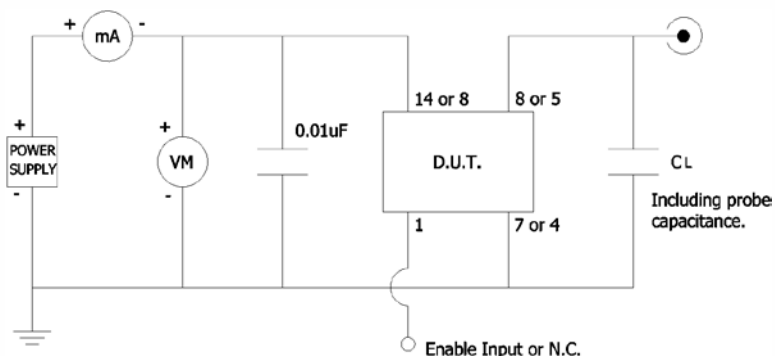 + mA -
14 or 8
8 or 5
+
POWER
SUPPLY
-
+
VM
-
0.01uF
D.U.T.
CL
Including probe
capacitance.
1
7 or 4
Enable Input or N.C.